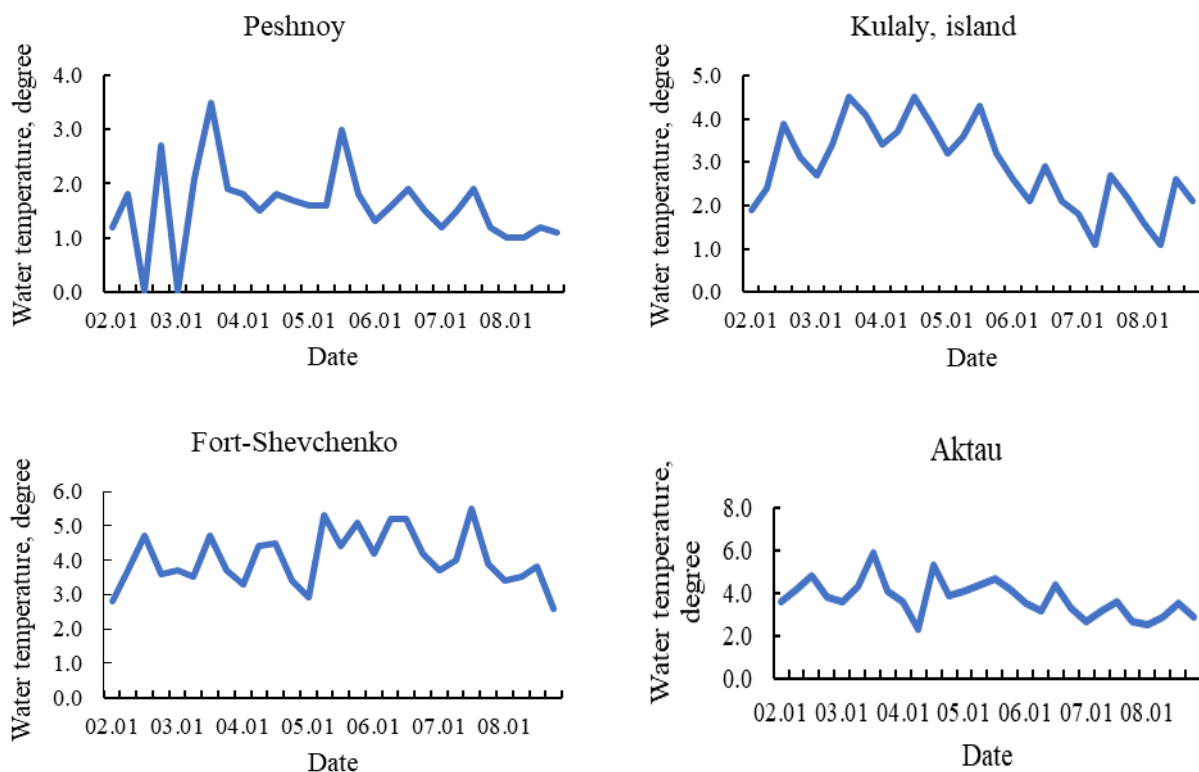 Peshnoy
Water temperature, degree
4.0
3.0
2.0
1.0
0.0
02.01 03.01 04.01 05.01 06.01 07.01 08.01
Date
Kulaly, island
Water temperature, degree
5.0
4.0
3.0
2.0
1.0
0.0
02.01 03.01 04.01 05.01 06.01 07.01 08.01
Date
Fort-Shevchenko
Water temperature, degree
6.0
5.0
4.0
3.0
2.0
1.0
0.0
02.01 03.01 04.01 05.01 06.01 07.01 08.01
Date
Aktau
Water temperature,
degree
8.0
6.0
4.0
2.0
0.0
02.01 03.01 04.01 05.01 06.01 07.01 08.01
Date